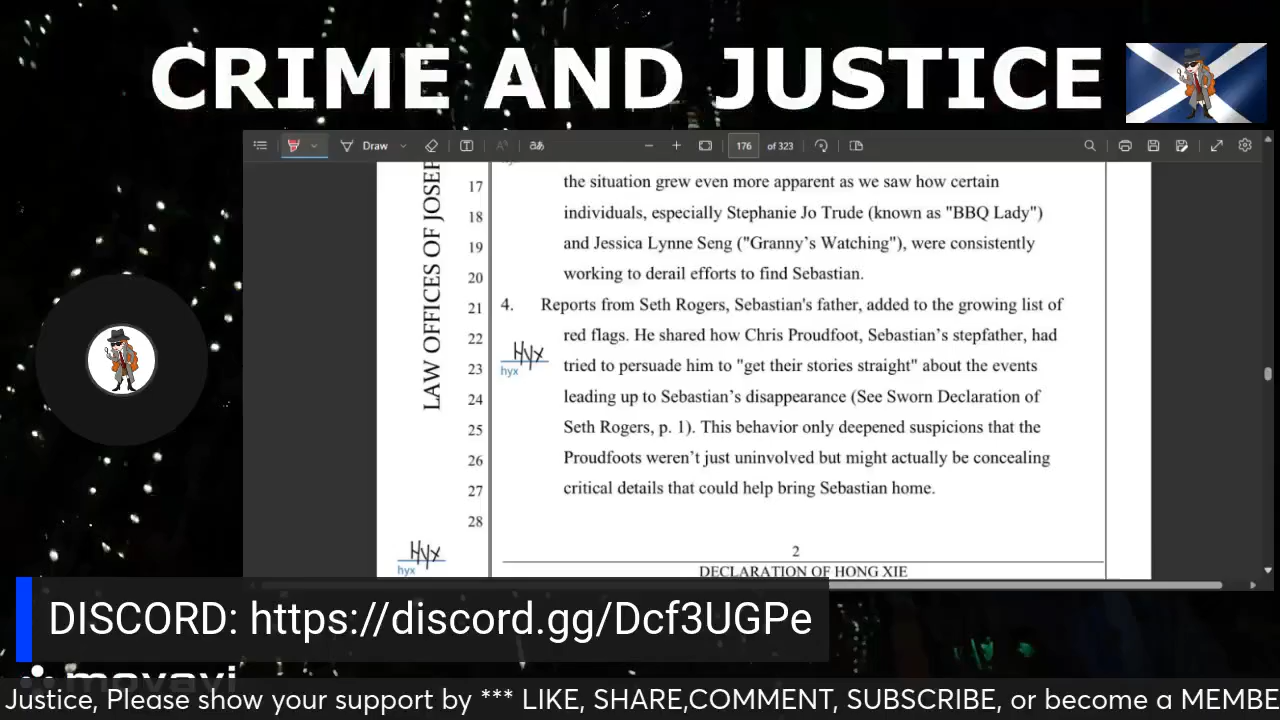 CRIME AND JUSTICE
Draw
176 of 323
LAW OFFICES OF JOSEP
17 the situation grew even more apparent as we saw how certain
18 individuals, especially Stephanie Jo Trude (known as "BBQ Lady")
19 and Jessica Lynne Seng ("Granny’s Watching"), were consistently
20 working to derail efforts to find Sebastian.
21 4. Reports from Seth Rogers, Sebastian's father, added to the growing list of
22 red flags. He shared how Chris Proudfoot, Sebastian’s stepfather, had
Hyx
23 tried to persuade him to "get their stories straight" about the events
hyx
24 leading up to Sebastian’s disappearance (See Sworn Declaration of
25 Seth Rogers, p. 1). This behavior only deepened suspicions that the
26 Proudfoots weren’t just uninvolved but might actually be concealing
27 critical details that could help bring Sebastian home.
28
Hyx
hyx
2
DECLARATION OF HONG XIE
DISCORD: https://discord.gg/Dcf3UGPe
movavi
Justice, Please show your support by *** LIKE, SHARE,COMMENT, SUBSCRIBE, or become a MEMBE